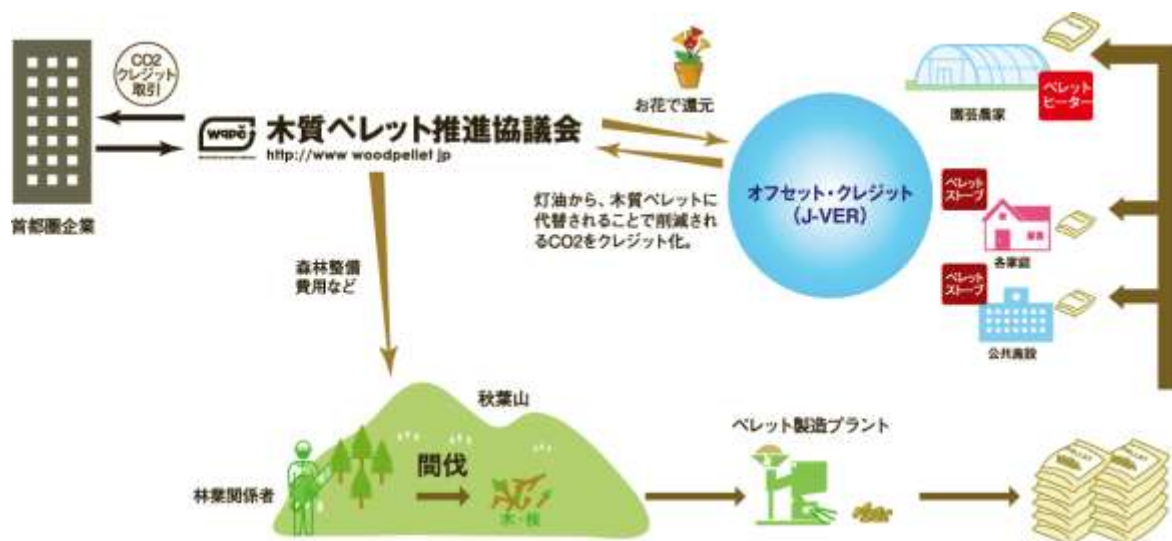 CO2
クレジット
取引
首都圏企業
wapé
木質ペレット推進協議会
http://www woodpellet jp
お花で還元
園芸農家
ペレット
ヒーター
オフセット・クレジット
(J-VER)
灯油から、木質ペレットに
代替されることで削減され
るCO2をクレジット化。
ペレット
ストーブ
各家庭
ペレット
ストーブ
公共施設
森林整備
費用など
秋葉山
林業関係者
間伐
ペレット製造プラント
PELLET
PELLET